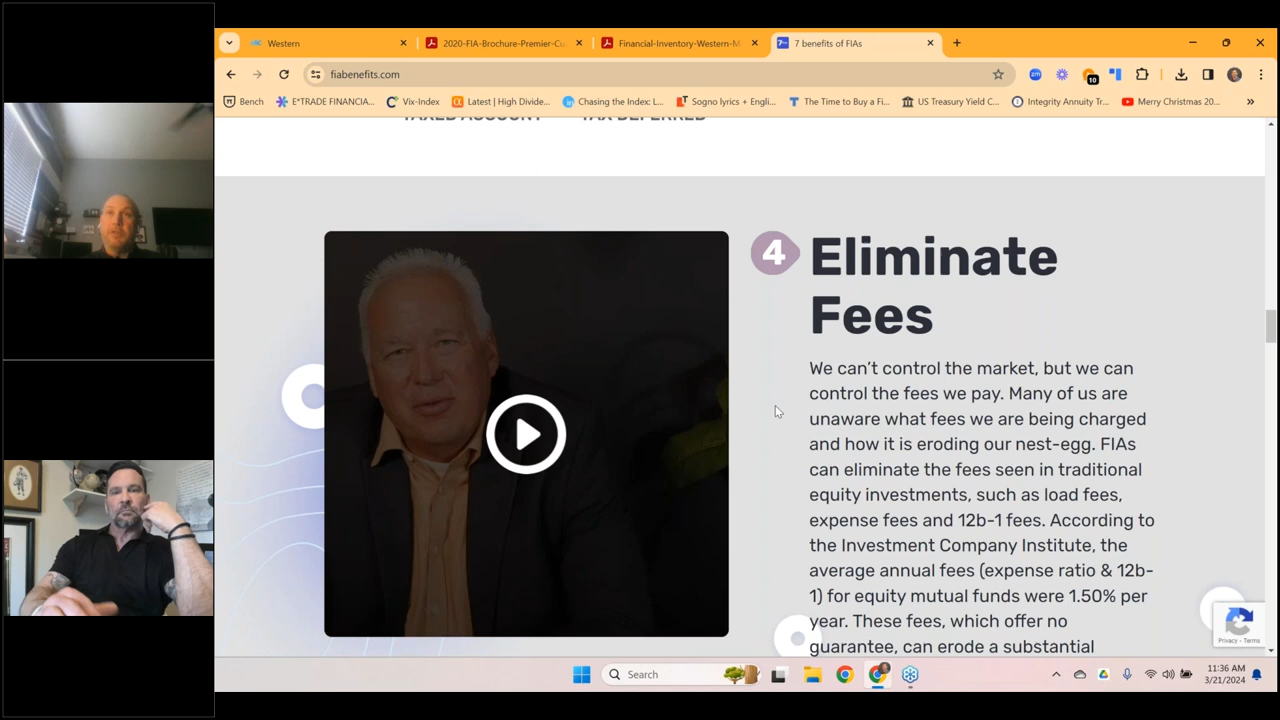 Western
2020-FIA-Brochure-Premier-Cu
Financial-Inventory-Western-M
7 benefits of FIAs
fiabenefits.com
10
Bench
E*TRADE FINANCIA...
Vix-Index
Latest | High Divide...
Chasing the Index: L...
Sogno lyrics + Engli...
The Time to Buy a Fi...
US Treasury Yield C...
Integrity Annuity Tr...
Merry Christmas 20...
TAXED ACCOUNT
TAX DEFERRED
4
Eliminate
Fees
We can’t control the market, but we can
control the fees we pay. Many of us are
unaware what fees we are being charged
and how it is eroding our nest-egg. FIAs
can eliminate the fees seen in traditional
equity investments, such as load fees,
expense fees and 12b-1 fees. According to
the Investment Company Institute, the
average annual fees (expense ratio & 12b-
1) for equity mutual funds were 1.50% per
year. These fees, which offer no
guarantee, can erode a substantial
Privacy - Terms
Search
11:36 AM
3/21/2024